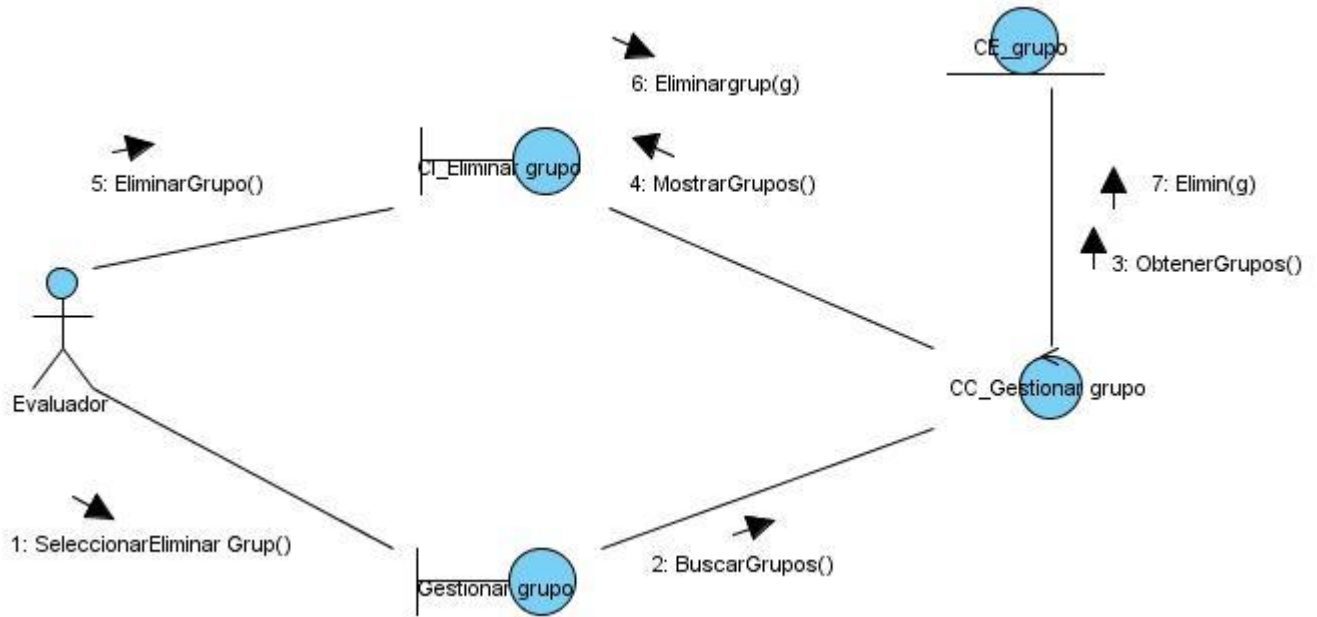 CE_grupo
6: Eliminargrup(g)
CI_Eliminar grupo
5: EliminarGrupo()
4: MostrarGrupos()
7: Elimin(g)
3: ObtenerGrupos()
CC_Gestionar grupo
Evaluador
1: SeleccionarEliminar Grup()
2: BuscarGrupos()
Gestionar grupo